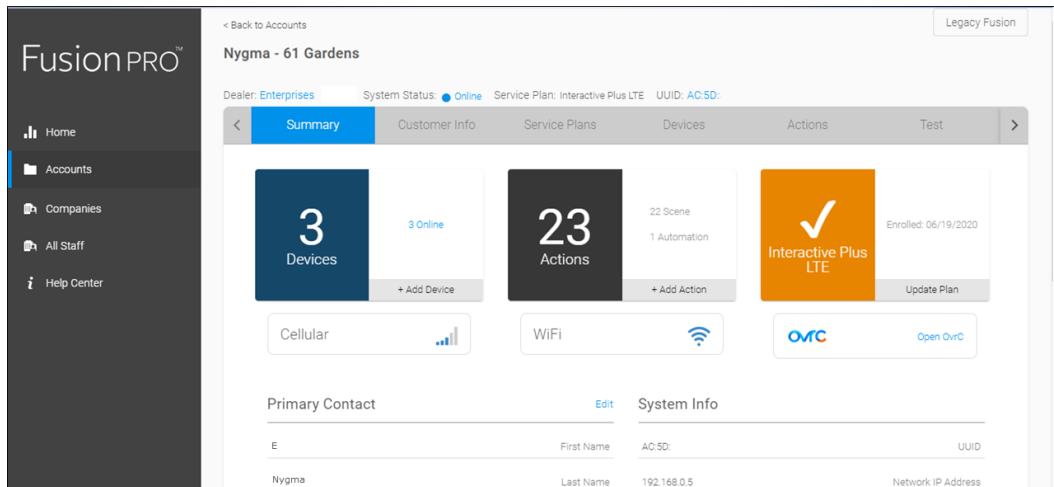 FusionPRO™
Home
Accounts
Companies
All Staff
Help Center
Legacy Fusion
< Back to Accounts
Nygma - 61 Gardens
Dealer: Enterprises System Status: Online Service Plan: Interactive Plus LTE UUID: AC:5D:
Summary Customer Info Service Plans Devices Actions Test
3
Devices
3 Online
+ Add Device
23
Actions
22 Scene
1 Automation
+ Add Action
Interactive Plus
LTE
Enrolled: 06/19/2020
Update Plan
Cellular
WiFi
OvrC Open OvrC
Primary Contact Edit
E First Name
Nygma Last Name
System Info
AC:5D: UUID
192.168.0.5 Network IP Address